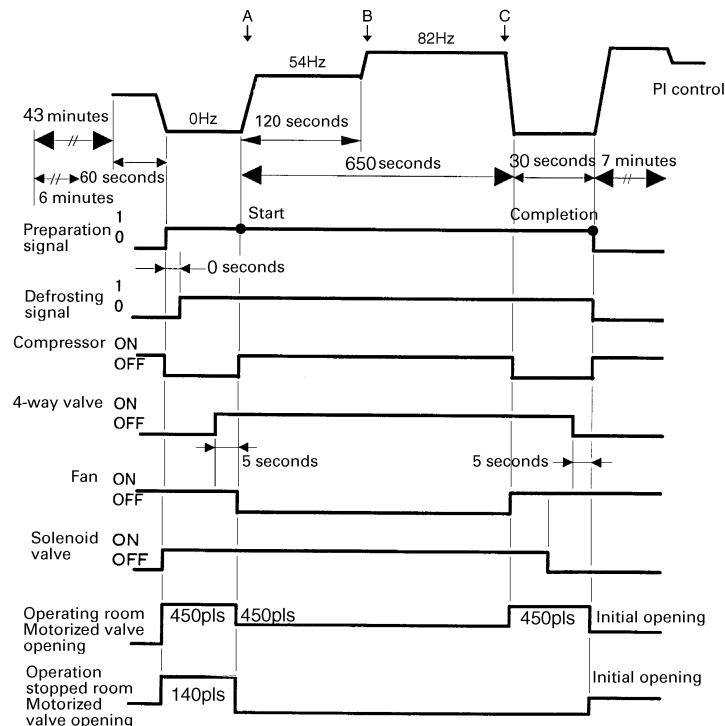 A B C
82Hz
54Hz
PI control
43 minutes
0Hz
120 seconds
650 seconds
30 seconds 7 minutes
60 seconds
6 minutes
1
Start
Completion
Preparation
signal
0
0 seconds
1
Defrosting
signal
0
Compressor ON
OFF
4-way valve ON
OFF
5 seconds
5 seconds
Fan ON
OFF
Solenoid
valve
ON
OFF
Operating room
Motorized valve
opening
450pls
450pls
450pls
Initial opening
Operation
stopped room
Motorized
valve opening
140pls
Initial opening